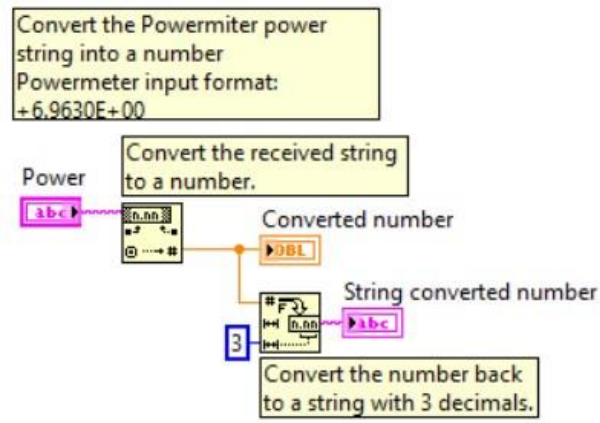 Convert the Powermiter power
string into a number
Powermeter input format:
+6.9630E+00
Convert the received string
to a number.
Power
abc
n.nn
#
Converted number
DBL
#
F
n.nn
String converted number
abc
3
Convert the number back
to a string with 3 decimals.